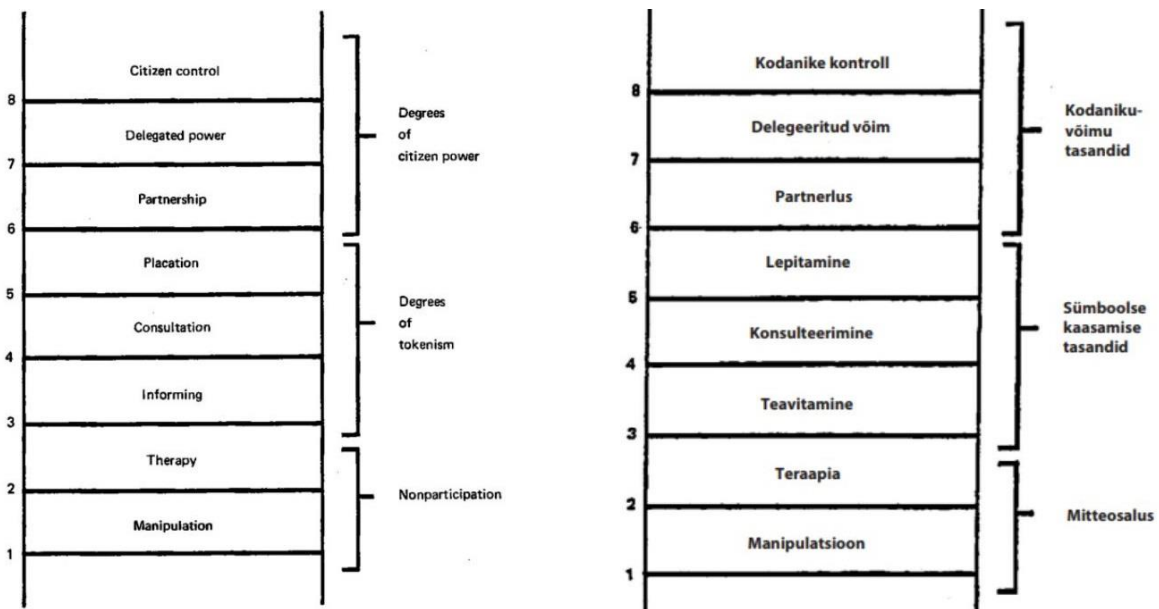 Citizen control
8
Delegated power
7
Partnership
6
Placation
5
Consultation
4
Informing
3
Therapy
2
Manipulation
1
Degrees
of
citizen power
Degrees
of
tokenism
Nonparticipation
Kodanike kontroll
8
Delegeeritud võim
7
Partnerlus
6
Lepitamine
5
Konsulteerimine
4
Teavitamine
3
Teraapia
2
Manipulatsioon
1
Kodaniku-
võimu
tasandid
Sümboolse
kaasamise
tasandid
Mitteosalus